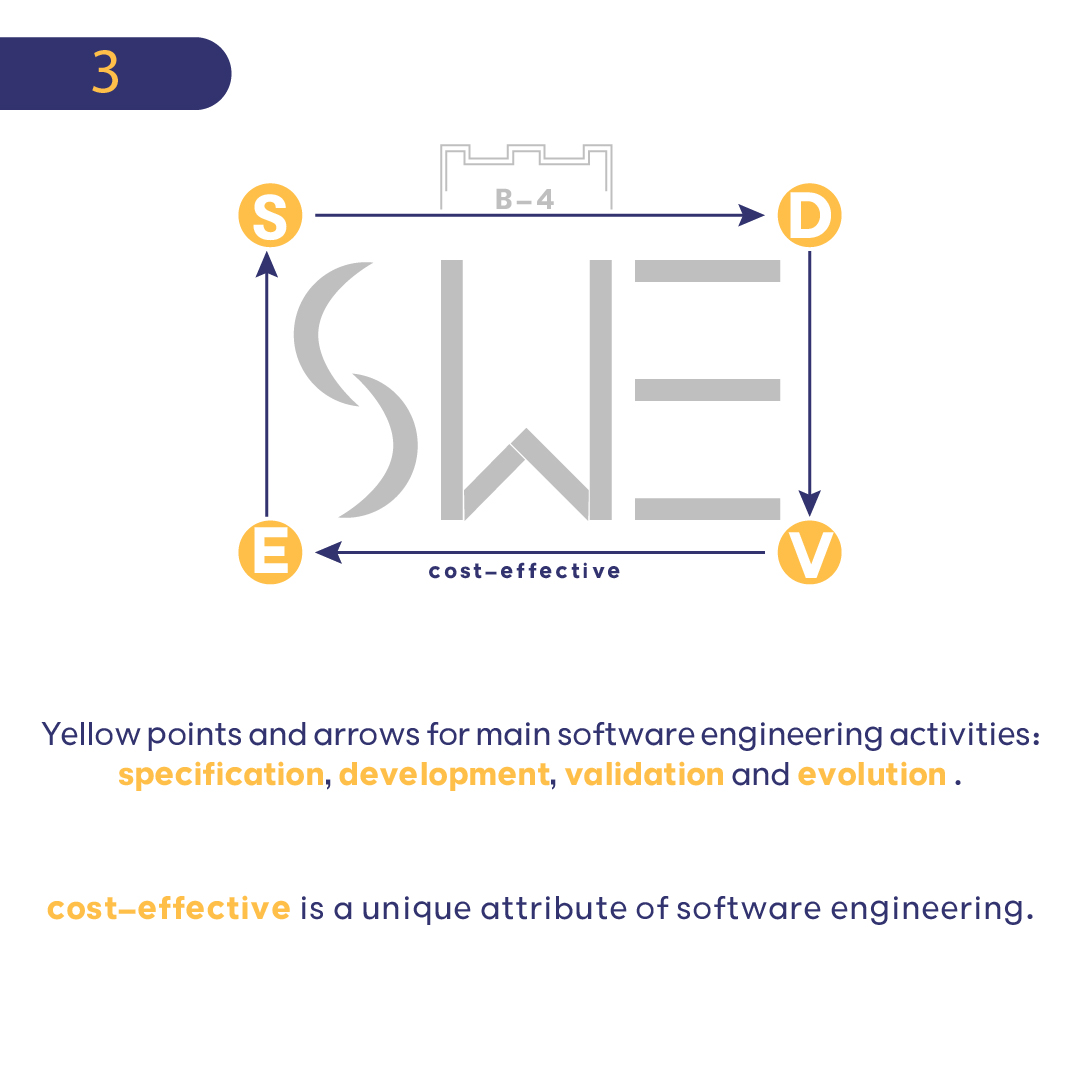 3
B-4
S
D
SWE
E
V
cost-effective
Yellow points and arrows for main software engineering activities:
specification, development, validation and evolution .
cost-effective is a unique attribute of software engineering.